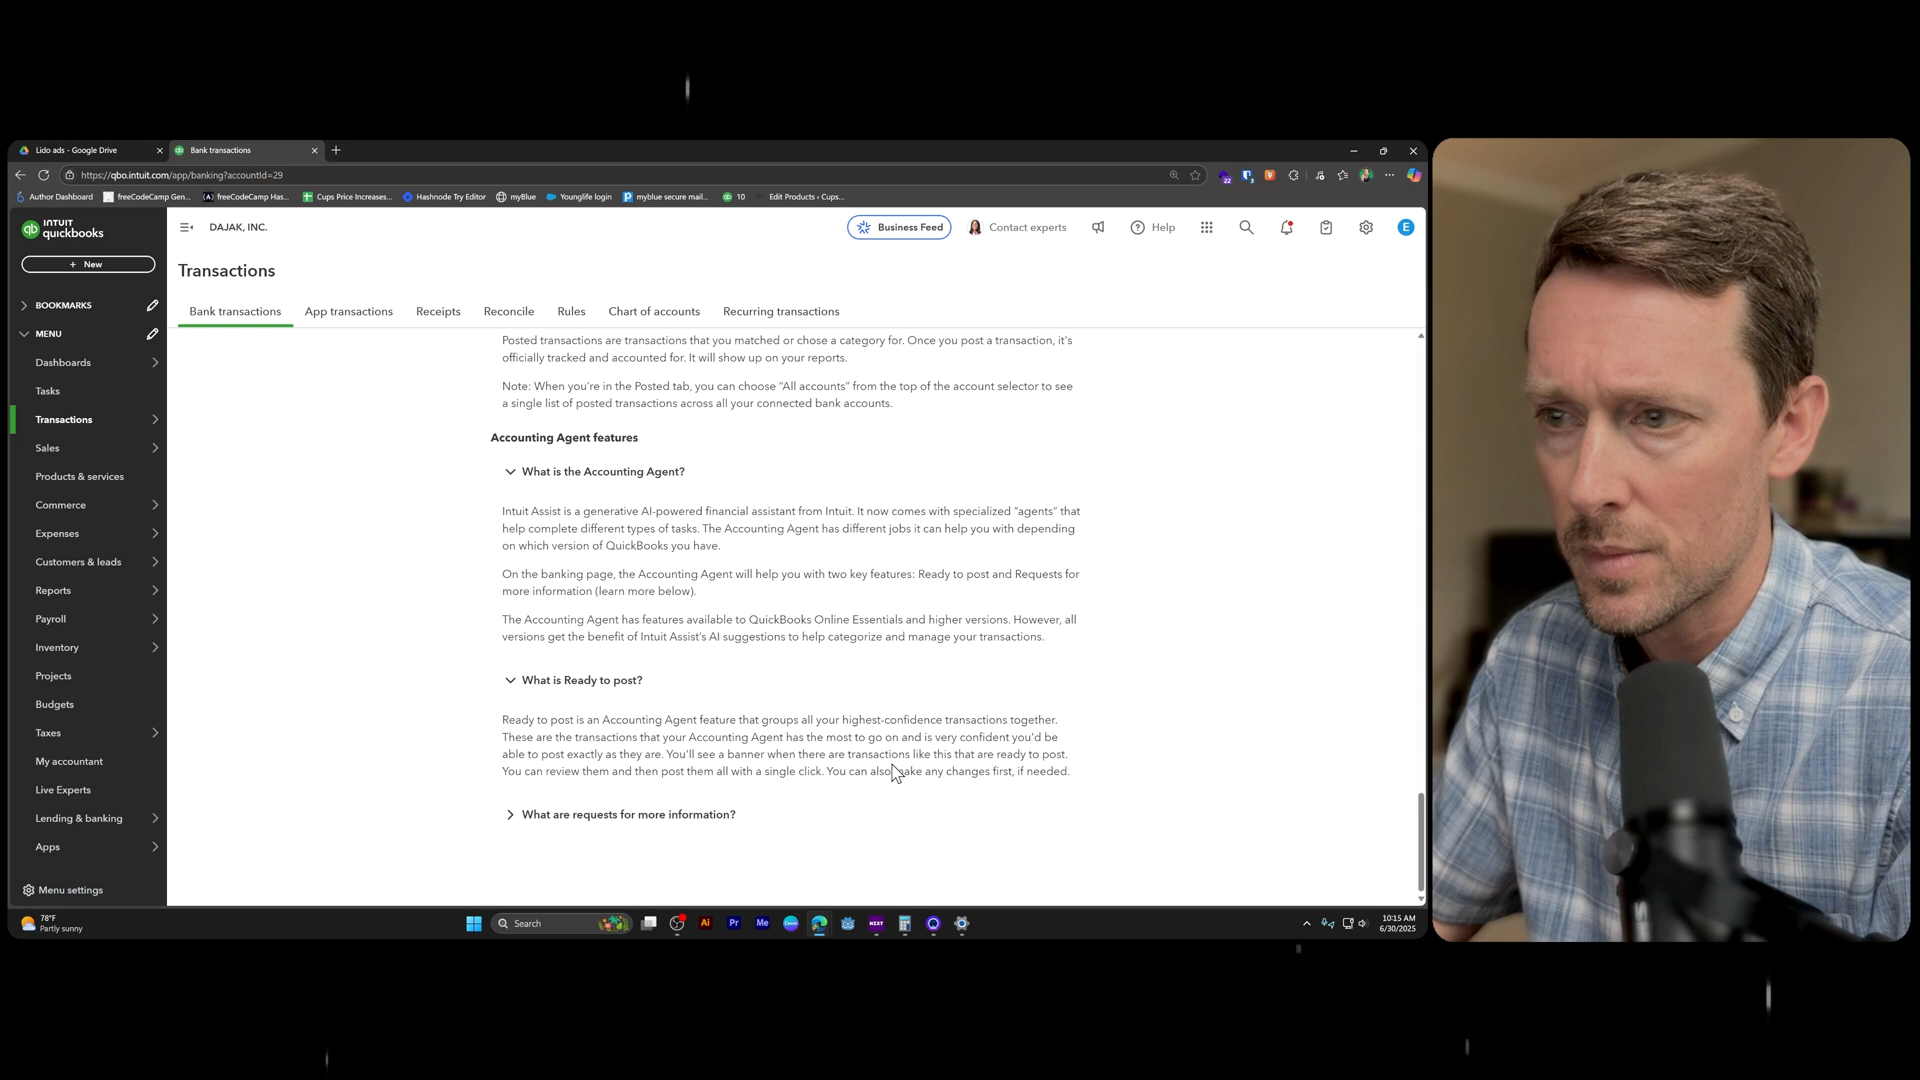 Lido ads - Google Drive
Bank transactions
https://qbo.intuit.com/app/banking?accountId=29
22
3
Author Dashboard
freeCodeCamp Gen...
freeCodeCamp Has...
Cups Price Increases...
Hashnode Try Editor
myBlue
Younglife login
myblue secure mail...
10
Edit Products ‹ Cups...
qb INTUIT
quickbooks
DAJAK, INC.
Business Feed
Contact experts
Help
E
+ New
BOOKMARKS
MENU
Dashboards
Tasks
Transactions
Sales
Products & services
Commerce
Expenses
Customers & leads
Reports
Payroll
Inventory
Projects
Budgets
Taxes
My accountant
Live Experts
Lending & banking
Apps
Menu settings
Transactions
Bank transactions
App transactions
Receipts
Reconcile
Rules
Chart of accounts
Recurring transactions
Posted transactions are transactions that you matched or chose a category for. Once you post a transaction, it's
officially tracked and accounted for. It will show up on your reports.
Note: When you're in the Posted tab, you can choose "All accounts" from the top of the account selector to see
a single list of posted transactions across all your connected bank accounts.
Accounting Agent features
What is the Accounting Agent?
Intuit Assist is a generative AI-powered financial assistant from Intuit. It now comes with specialized "agents" that
help complete different types of tasks. The Accounting Agent has different jobs it can help you with depending
on which version of QuickBooks you have.
On the banking page, the Accounting Agent will help you with two key features: Ready to post and Requests for
more information (learn more below).
The Accounting Agent has features available to QuickBooks Online Essentials and higher versions. However, all
versions get the benefit of Intuit Assist's AI suggestions to help categorize and manage your transactions.
What is Ready to post?
Ready to post is an Accounting Agent feature that groups all your highest-confidence transactions together.
These are the transactions that your Accounting Agent has the most to go on and is very confident you'd be
able to post exactly as they are. You'll see a banner when there are transactions like this that are ready to post.
You can review them and then post them all with a single click. You can also make any changes first, if needed.
What are requests for more information?
78°F
Partly sunny
Search
Ai
Pr
Me
NEXT
10:15 AM
6/30/2025